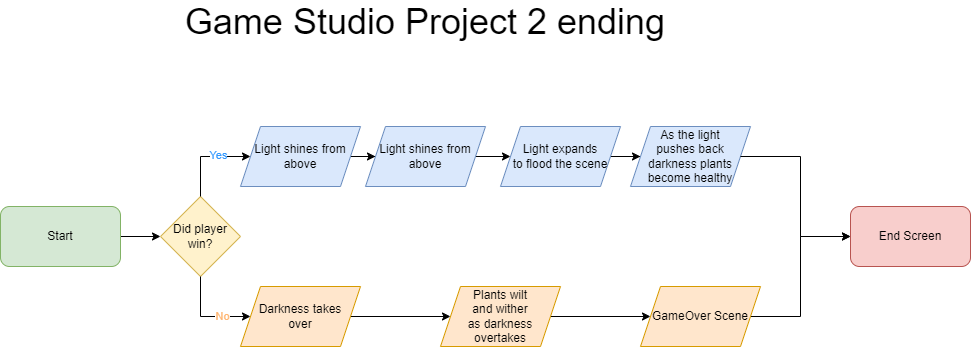 Game Studio Project 2 ending
Light shines from
above
Light shines from
above
Light expands
to flood the scene
As the light
pushes back
darkness plants
become healthy
Yes
Start
Did player
win?
End Screen
No
Darkness takes
over
Plants wilt
and wither
as darkness
overtakes
GameOver Scene